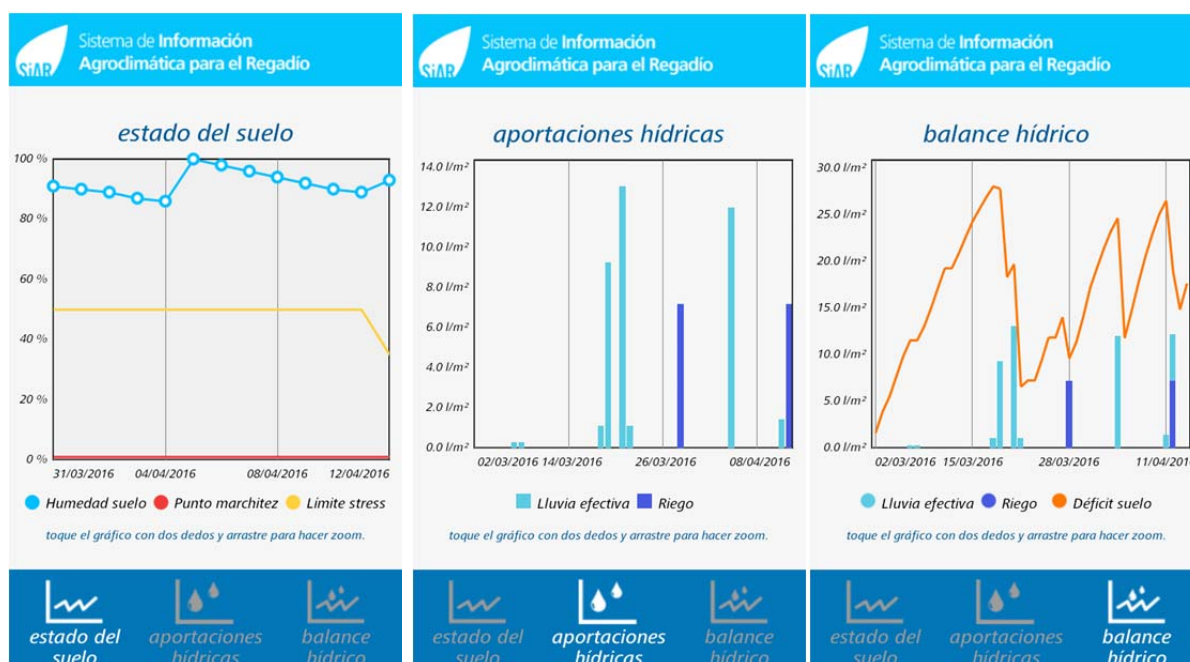 SiAR
Sistema de Información
Agroclimática para el Regadío
estado del suelo
100 %
80 %
60 %
40 %
20 %
0 %
31/03/2016 04/04/2016 08/04/2016 12/04/2016
Humedad suelo Punto marchitez Límite stress
toque el gráfico con dos dedos y arrastre para hacer zoom.
estado del
suelo
aportaciones
hídricas
balance
hídrico
SiAR
Sistema de Información
Agroclimática para el Regadío
aportaciones hídricas
14.0 l/m²
12.0 l/m²
10.0 l/m²
8.0 l/m²
6.0 l/m²
4.0 l/m²
2.0 l/m²
0.0 l/m²
02/03/2016 14/03/2016 26/03/2016 08/04/2016
Lluvia efectiva Riego
toque el gráfico con dos dedos y arrastre para hacer zoom.
estado del
suelo
aportaciones
hídricas
balance
hídrico
SiAR
Sistema de Información
Agroclimática para el Regadío
balance hídrico
30.0 l/m²
25.0 l/m²
20.0 l/m²
15.0 l/m²
10.0 l/m²
5.0 l/m²
0.0 l/m²
02/03/2016 15/03/2016 28/03/2016 11/04/2016
Lluvia efectiva Riego Déficit suelo
toque el gráfico con dos dedos y arrastre para hacer zoom.
estado del
suelo
aportaciones
hídricas
balance
hídrico